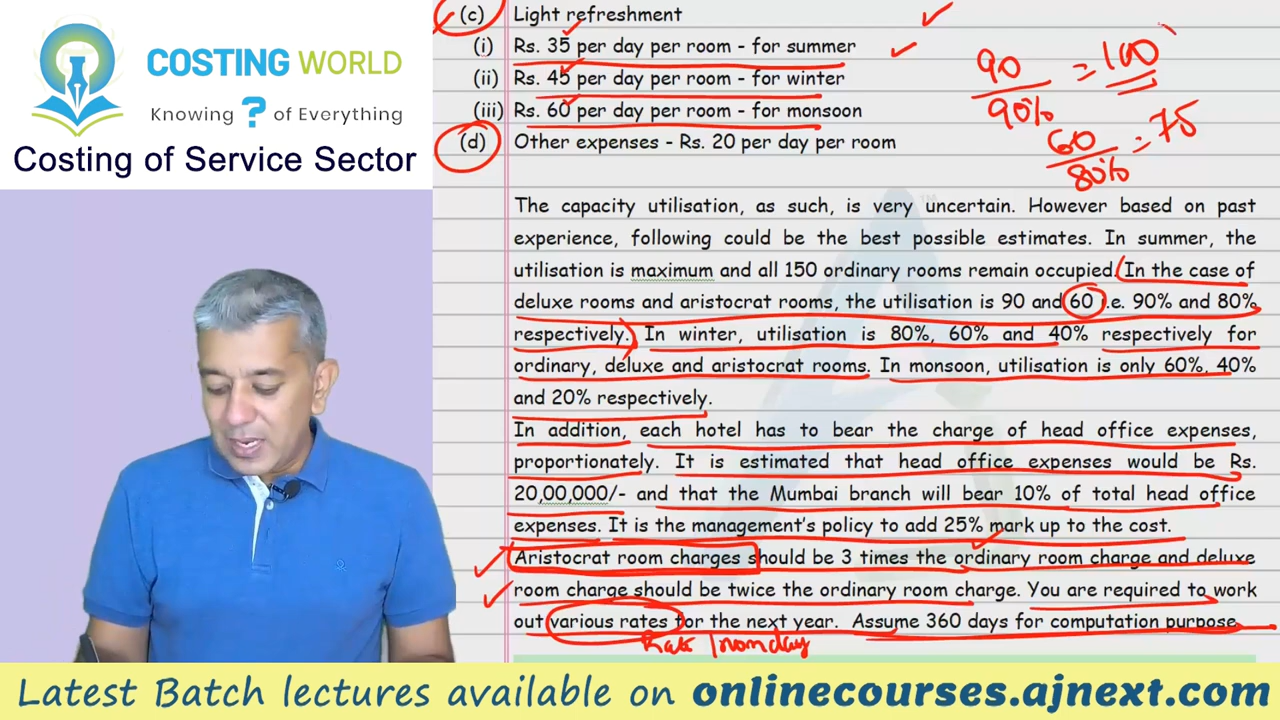 COSTING WORLD
Knowing ? of Everything
Costing of Service Sector
(c) Light refreshment
(i) Rs. 35 per day per room - for summer
(ii) Rs. 45 per day per room - for winter
(iii) Rs. 60 per day per room - for monsoon
(d) Other expenses - Rs. 20 per day per room
90/90% = 100
60/80% = 75
The capacity utilisation, as such, is very uncertain. However based on past
experience, following could be the best possible estimates. In summer, the
utilisation is maximum and all 150 ordinary rooms remain occupied. In the case of
deluxe rooms and aristocrat rooms, the utilisation is 90 and 60 i.e. 90% and 80%
respectively. In winter, utilisation is 80%, 60% and 40% respectively for
ordinary, deluxe and aristocrat rooms. In monsoon, utilisation is only 60%, 40%
and 20% respectively.
In addition, each hotel has to bear the charge of head office expenses,
proportionately. It is estimated that head office expenses would be Rs.
20,00,000/- and that the Mumbai branch will bear 10% of total head office
expenses. It is the management's policy to add 25% mark up to the cost.
Aristocrat room charges should be 3 times the ordinary room charge and deluxe
room charge should be twice the ordinary room charge. You are required to work
out various rates for the next year. Assume 360 days for computation purpose.
Rate / room day
Latest Batch lectures available on onlinecourses.ajnext.com